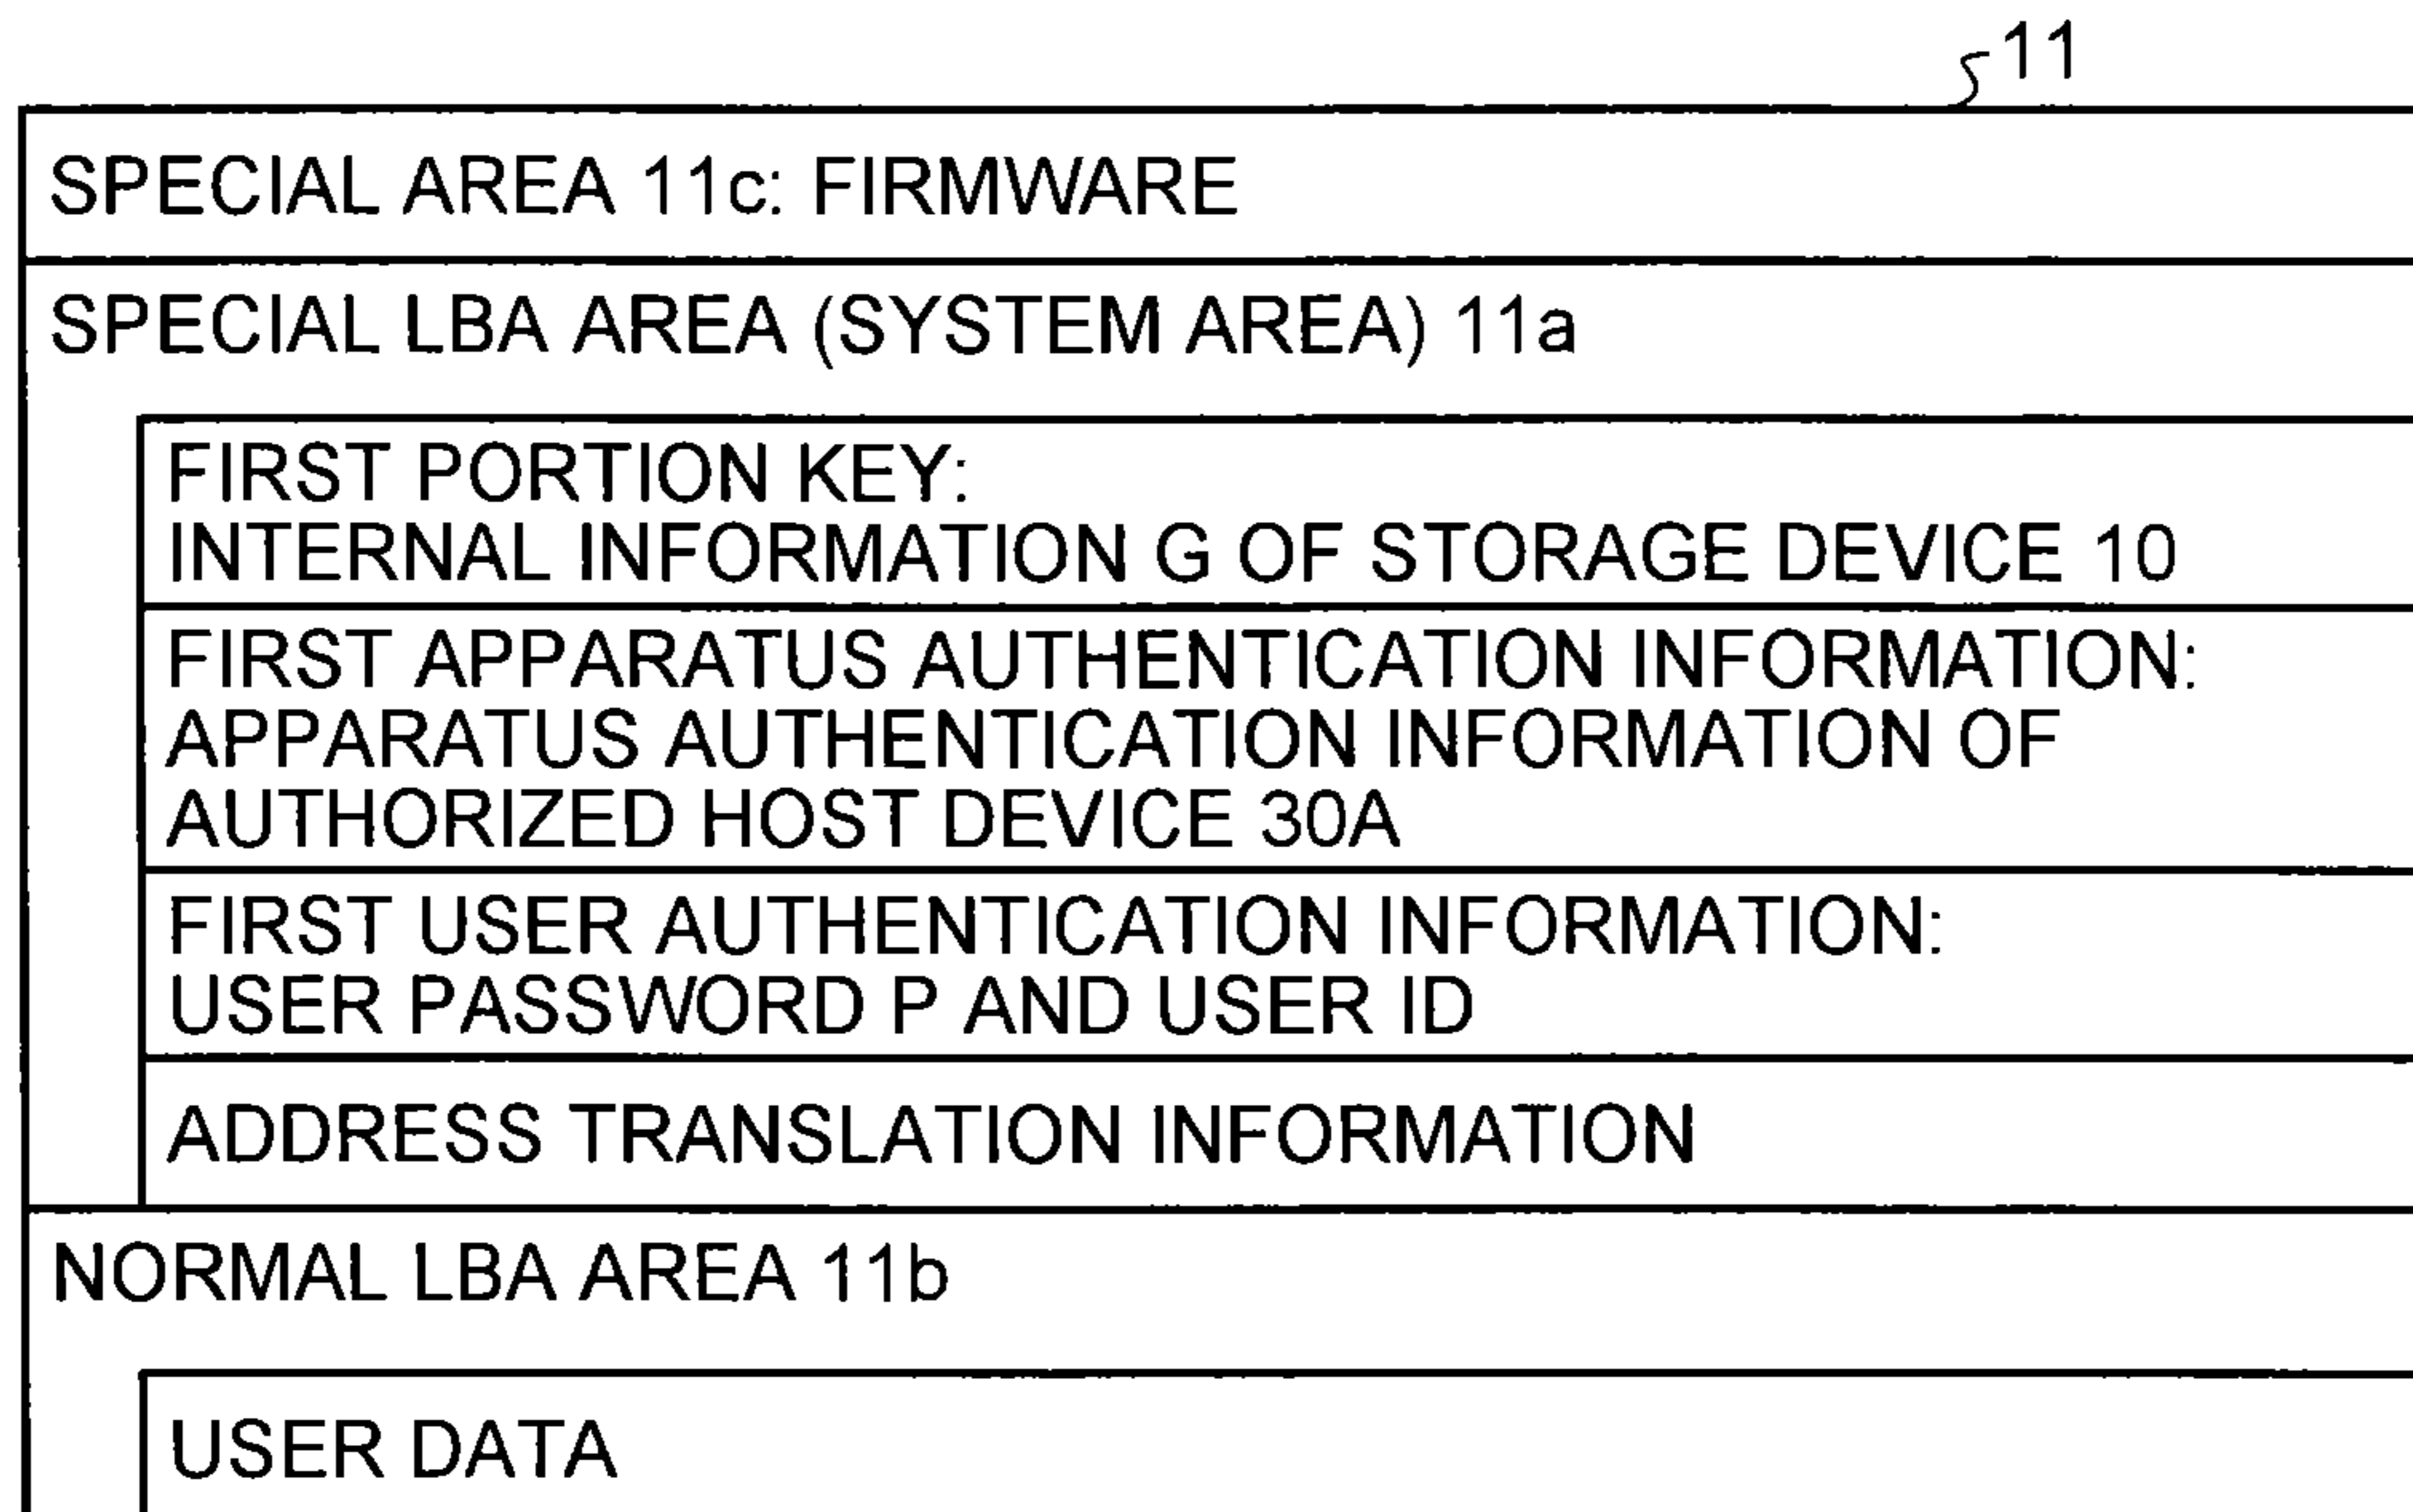 11
SPECIAL AREA 11c: FIRMWARE
SPECIAL LBA AREA (SYSTEM AREA) 11a
FIRST PORTION KEY:
INTERNAL INFORMATION G OF STORAGE DEVICE 10
FIRST APPARATUS AUTHENTICATION INFORMATION:
APPARATUS AUTHENTICATION INFORMATION OF
AUTHORIZED HOST DEVICE 30A
FIRST USER AUTHENTICATION INFORMATION:
USER PASSWORD P AND USER ID
ADDRESS TRANSLATION INFORMATION
NORMAL LBA AREA 11b
USER DATA